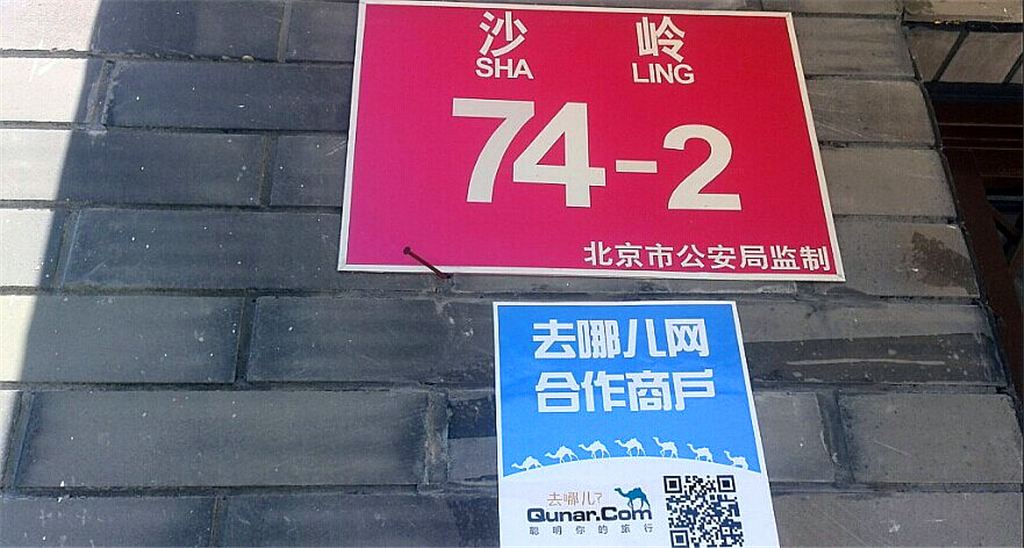 沙 岭
SHA LING
74-2
北京市公安局监制
去哪儿网
合作商户
去哪儿?
Qunar.Com
聪明你的旅行